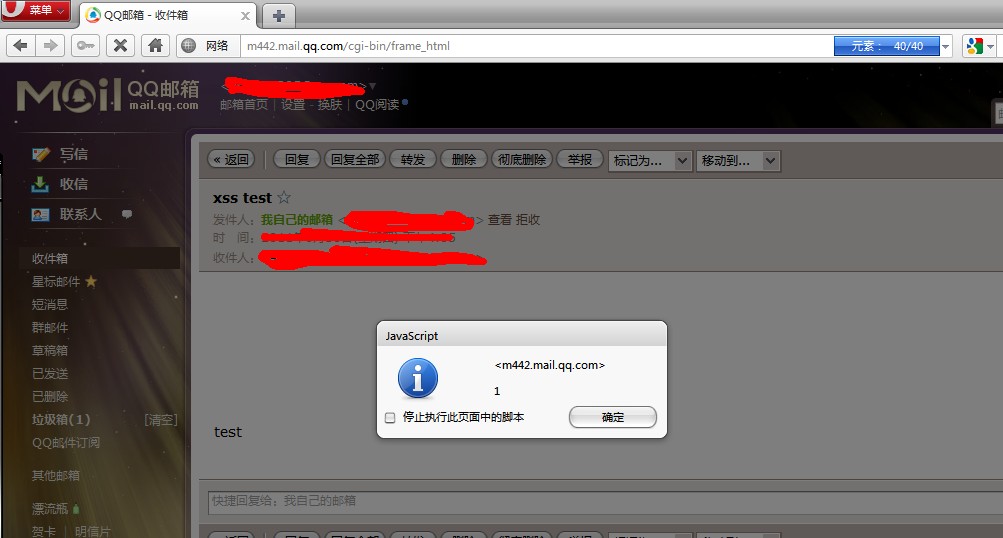 菜单 QQ邮箱 - 收件箱
网络 m442.mail.qq.com/cgi-bin/frame_html 元素： 40/40
Mail QQ邮箱
mail.qq.com
邮箱首页 | 设置 - 换肤 | QQ阅读
写信
收信
联系人
收件箱
星标邮件
短消息
群邮件
草稿箱
已发送
已删除
垃圾箱(1) [清空]
QQ邮件订阅
其他邮箱
漂流瓶
贺卡 | 明信片
« 返回 回复 回复全部 转发 删除 彻底删除 举报 标记为... 移动到...
xss test
发件人：我自己的邮箱 < > 查看 拒收
时 间：
收件人：
JavaScript
<m442.mail.qq.com>
1
停止执行此页面中的脚本 确定
test
快捷回复给：我自己的邮箱